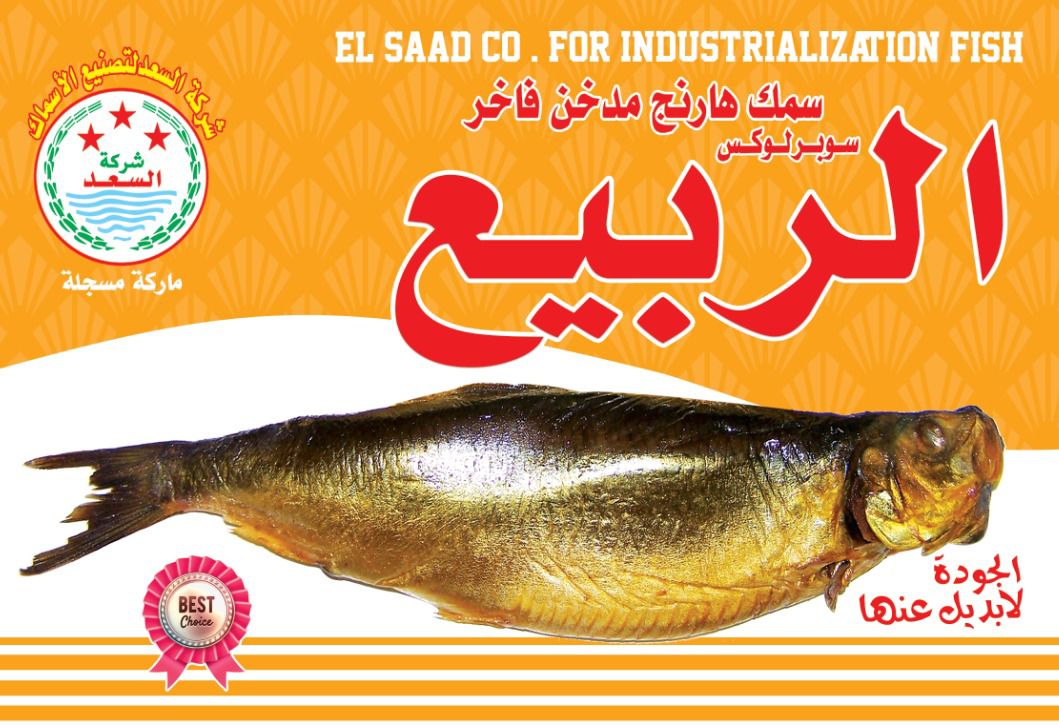 EL SAAD CO . FOR INDUSTRIALIZATION FISH
شركة السعد لتصنيع الأسماك
شركة
السعد
ماركة مسجلة
سمك هارنج مدخن فاخر
سوبرلوكس
الربيع
الجودة
لابديل عنها
BEST
Choice